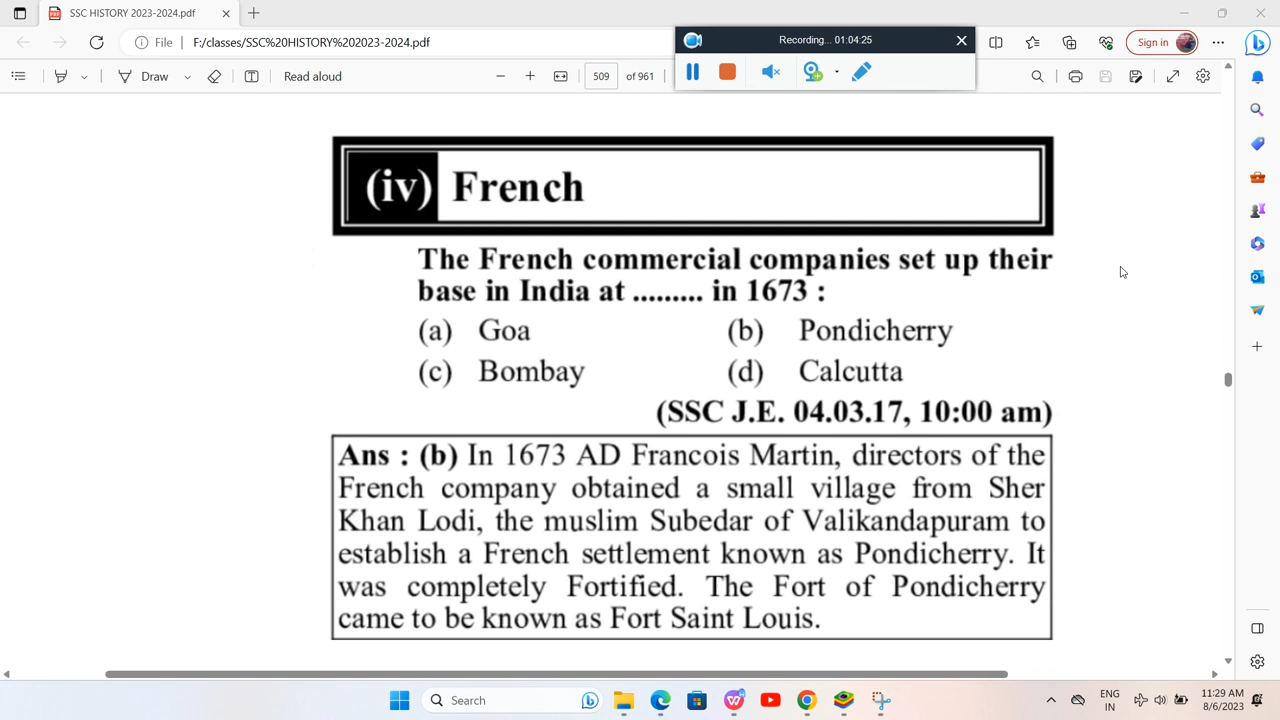 SSC HISTORY 2023-2024.pdf
File F:/classes/SSC%20HISTORY%202023-2024.pdf
Recording... 01:04:25
Sign in
Draw
Read aloud
509 of 961
(iv) French
The French commercial companies set up their
base in India at ......... in 1673 :
(a) Goa (b) Pondicherry
(c) Bombay (d) Calcutta
(SSC J.E. 04.03.17, 10:00 am)
Ans : (b) In 1673 AD Francois Martin, directors of the
French company obtained a small village from Sher
Khan Lodi, the muslim Subedar of Valikandapuram to
establish a French settlement known as Pondicherry. It
was completely Fortified. The Fort of Pondicherry
came to be known as Fort Saint Louis.
Search
ENG
IN
11:29 AM
8/6/2023